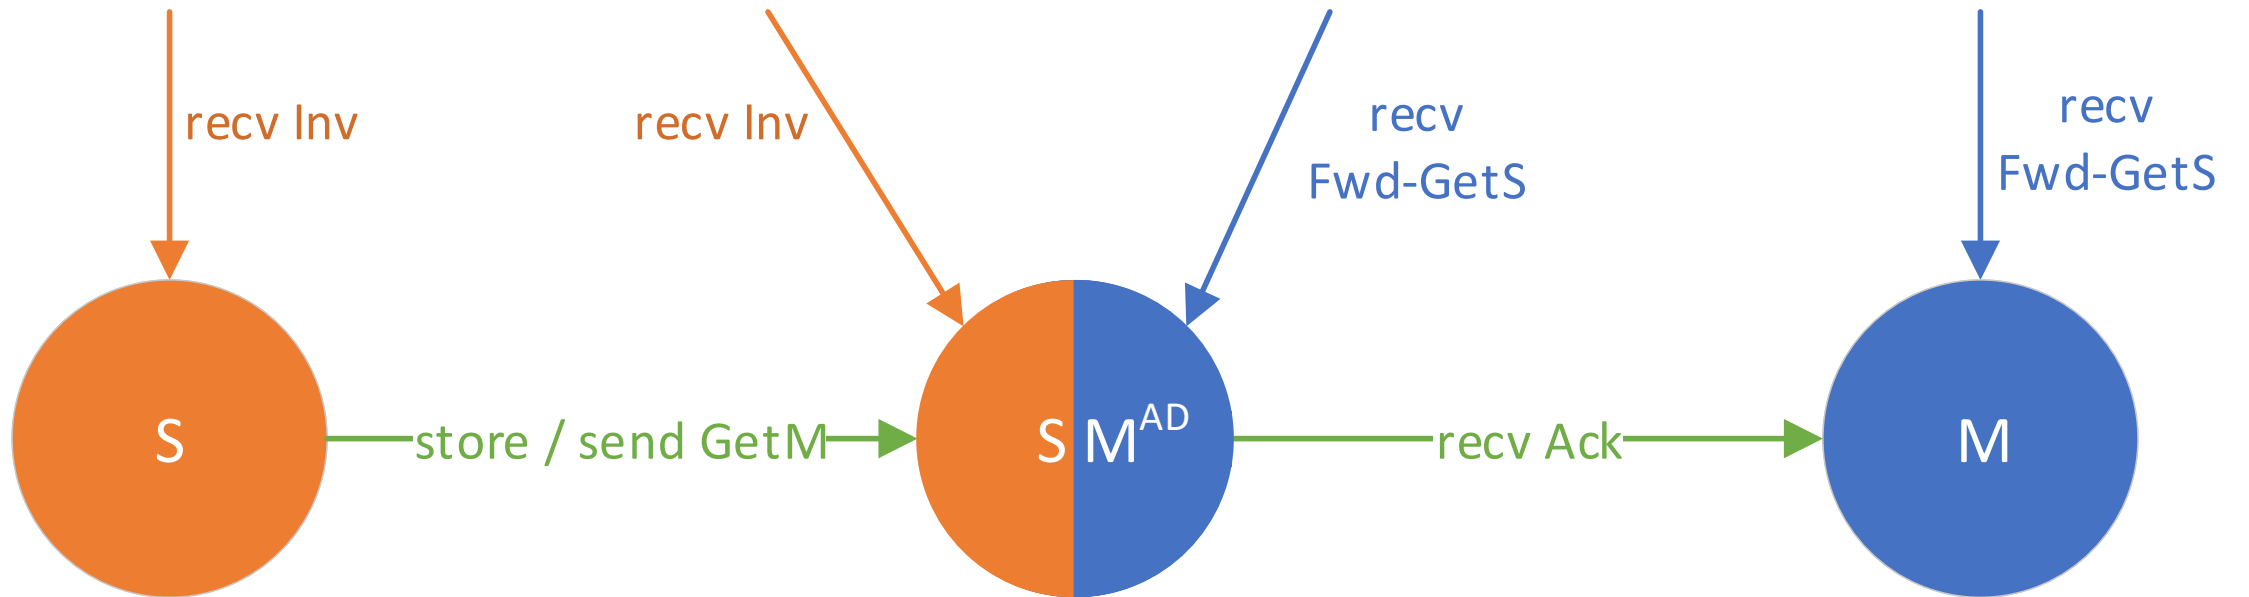 recv Inv
recv Inv
recv
Fwd-GetS
recv
Fwd-GetS
S
store / send GetM
S M^AD
recv Ack
M